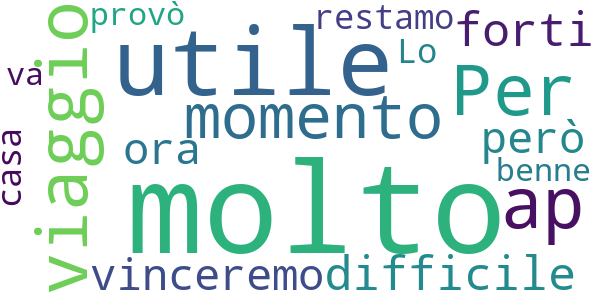 provò
restamo
forti
utile
Lo
va
viaggio
Per
momento
ora
però
casa
benne
molto
ap
vinceremo
difficile